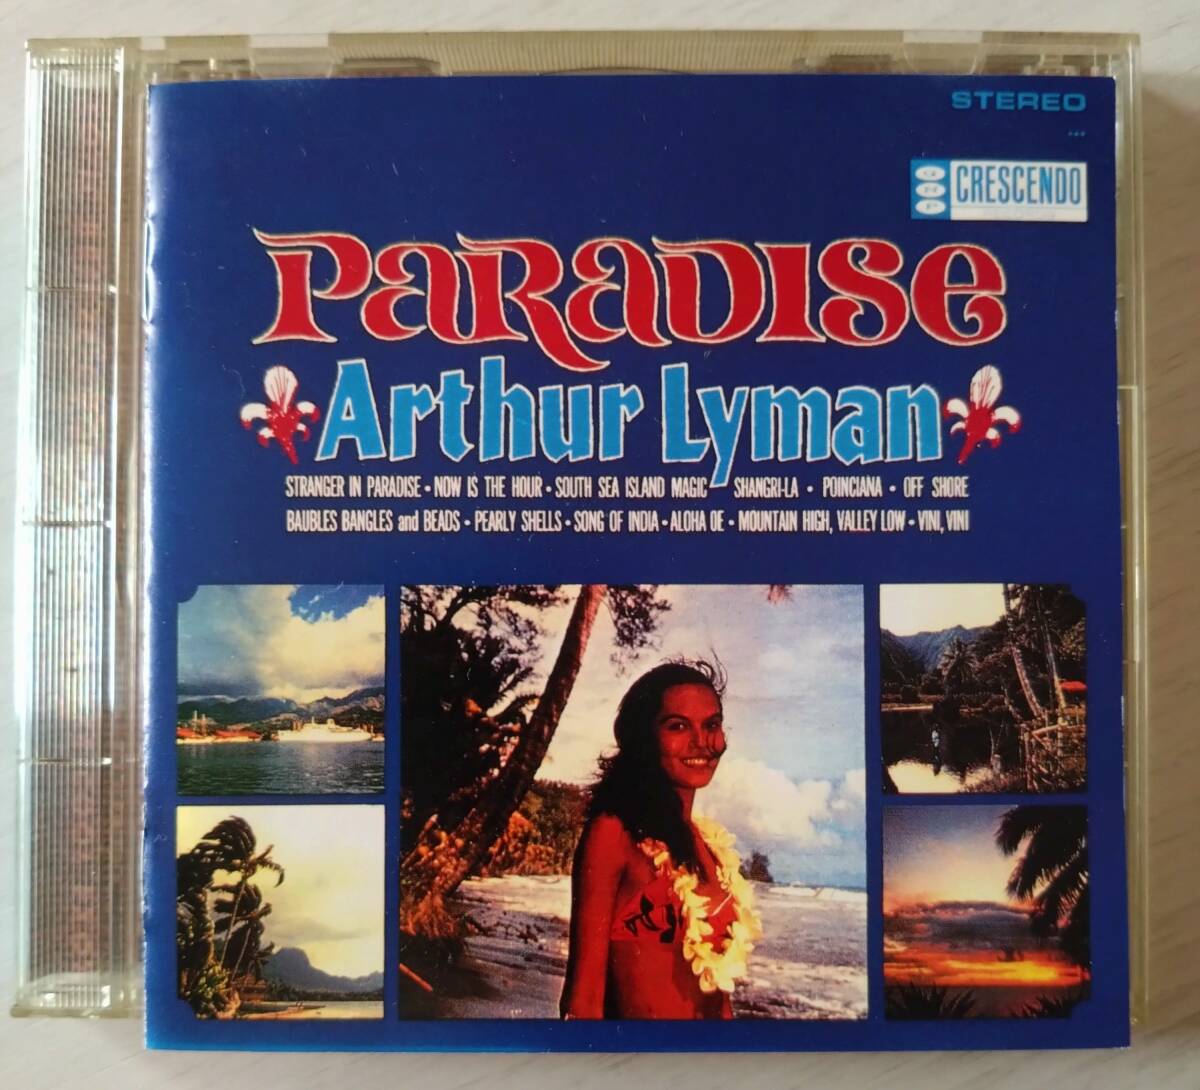 STEREO
GNP
CRESCENDO
PARADISE
Arthur Lyman
STRANGER IN PARADISE • NOW IS THE HOUR • SOUTH SEA ISLAND MAGIC SHANGRI-LA • POINCIANA • OFF SHORE
BAUBLES BANGLES and BEADS • PEARLY SHELLS • SONG OF INDIA • ALOHA OE • MOUNTAIN HIGH, VALLEY LOW • VINI, VINI